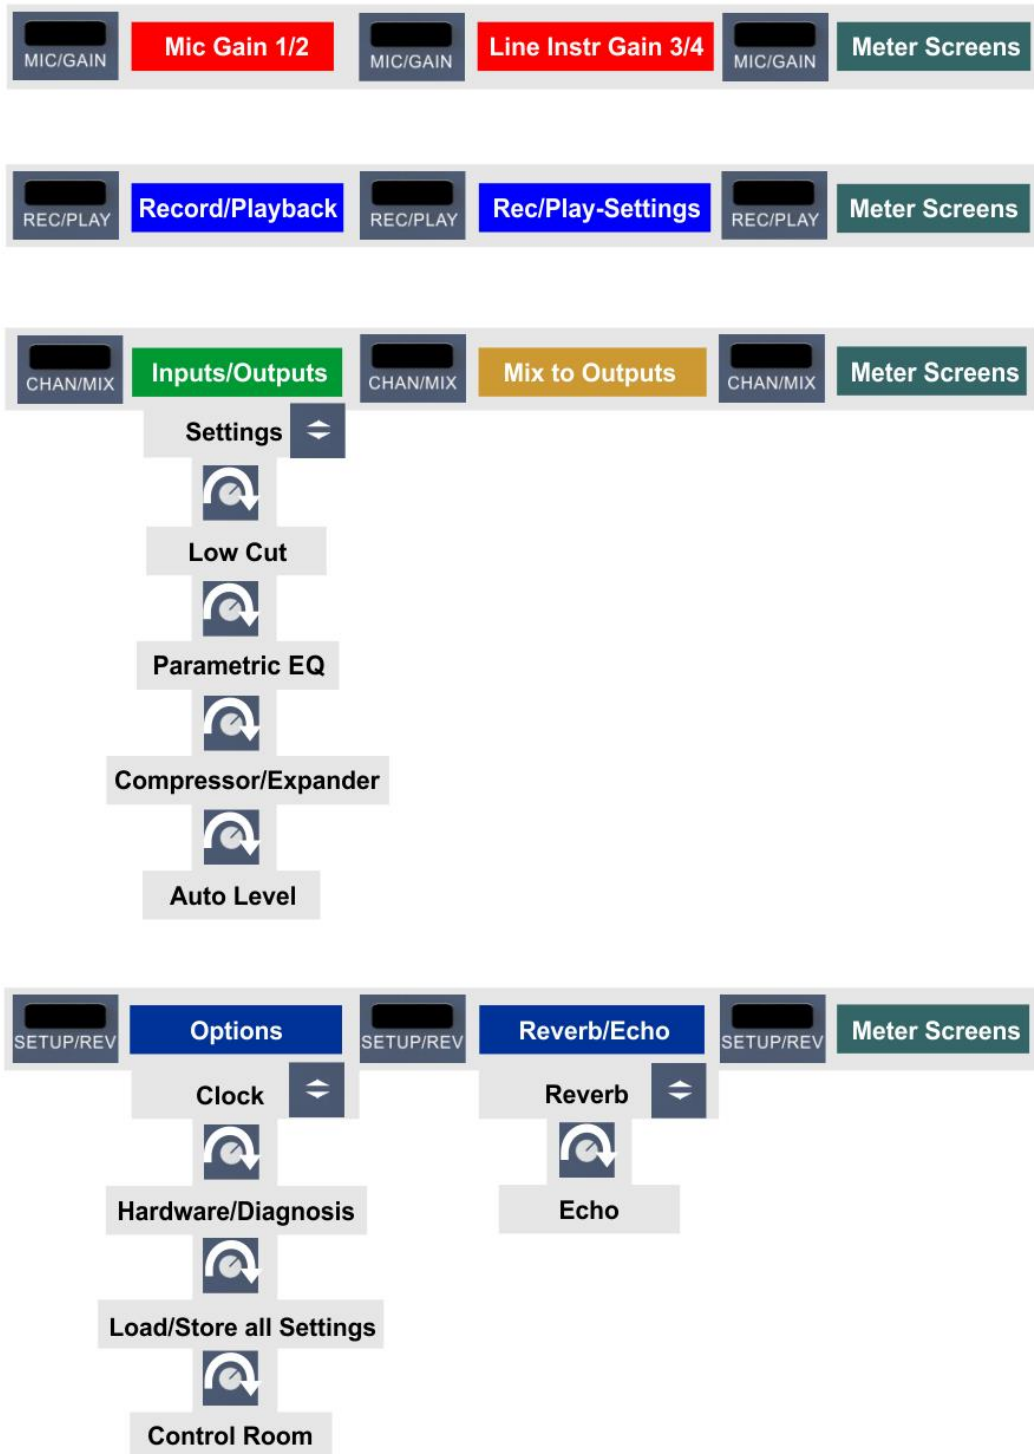 MIC/GAIN Mic Gain 1/2 MIC/GAIN Line Instr Gain 3/4 MIC/GAIN Meter Screens
REC/PLAY Record/Playback REC/PLAY Rec/Play-Settings REC/PLAY Meter Screens
CHAN/MIX Inputs/Outputs CHAN/MIX Mix to Outputs CHAN/MIX Meter Screens
Settings
Low Cut
Parametric EQ
Compressor/Expander
Auto Level
SETUP/REV Options SETUP/REV Reverb/Echo SETUP/REV Meter Screens
Clock Reverb
Hardware/Diagnosis Echo
Load/Store all Settings
Control Room